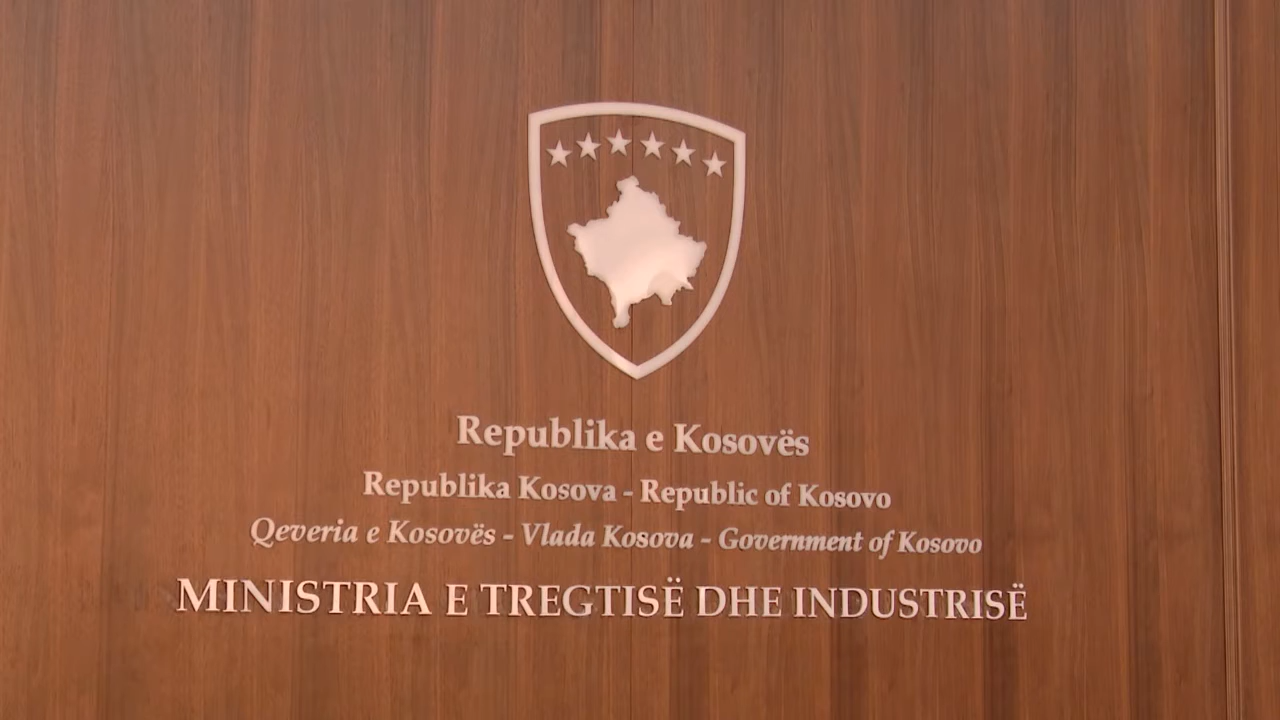 Republika e Kosovës
Republika Kosova - Republic of Kosovo
Qeveria e Kosovës - Vlada Kosova - Government of Kosovo
MINISTRIA E TREGTISË DHE INDUSTRISË